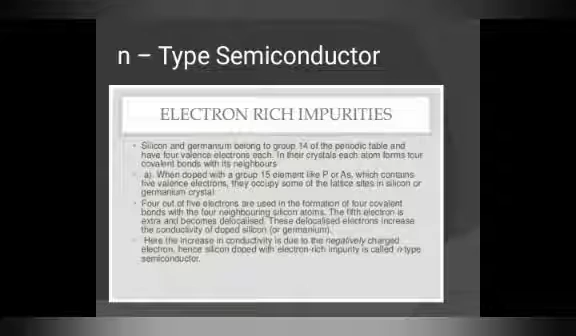 n – Type Semiconductor
ELECTRON RICH IMPURITIES
Silicon and germanium belong to group 14 of the periodic table and
have four valence electrons each. In their crystals each atom forms four
covalent bonds with its neighbours
a). When doped with a group 15 element like P or As, which contains
five valence electrons, they occupy some of the lattice sites in silicon or
germanium crystal
Four out of five electrons are used in the formation of four covalent
bonds with the four neighbouring silicon atoms. The fifth electron is
extra and becomes delocalised. These delocalised electrons increase
the conductivity of doped silicon (or germanium).
Here the increase in conductivity is due to the negatively charged
electron, hence silicon doped with electron-rich impurity is called n-type
semiconductor.